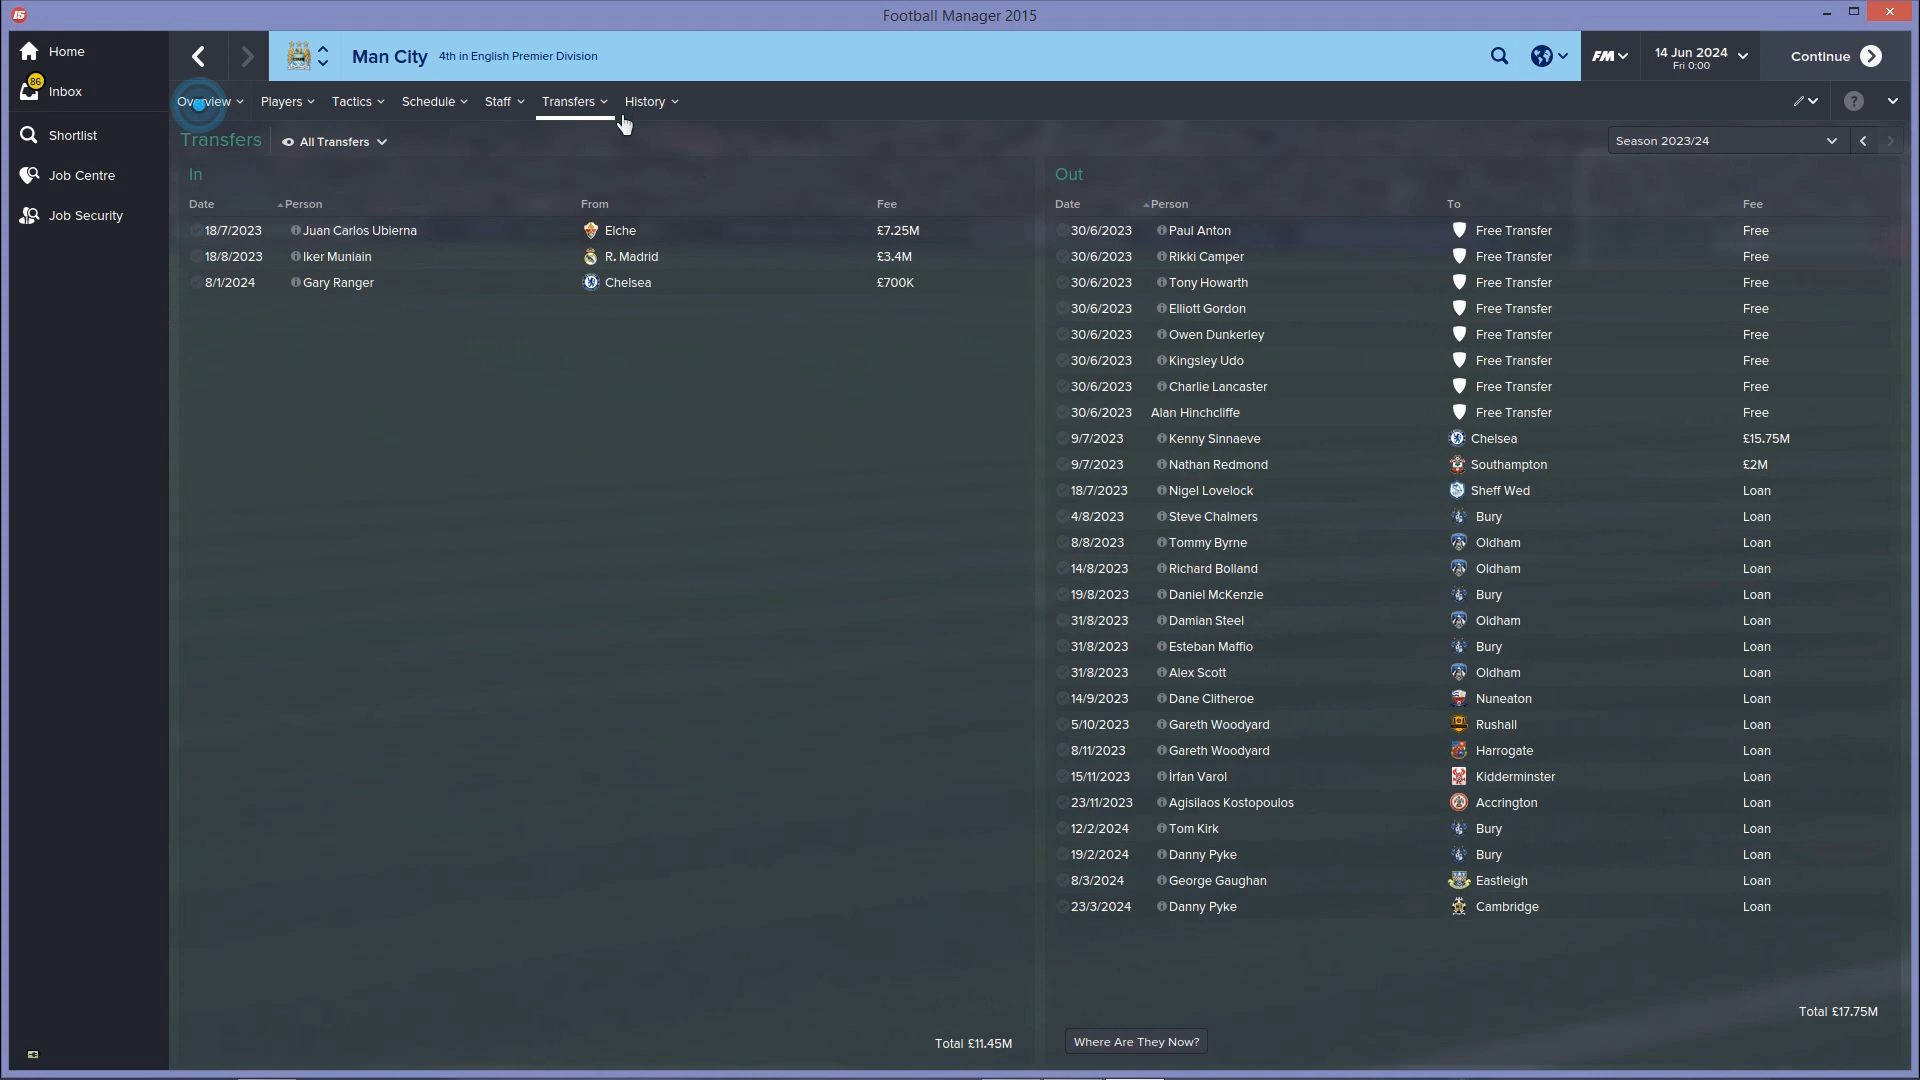 Football Manager 2015
Home
86
Inbox
Shortlist
Job Centre
Job Security
Man City 4th in English Premier Division
FM
14 Jun 2024
Fri 0:00
Continue
Overview Players Tactics Schedule Staff Transfers History
Transfers All Transfers
Season 2023/24
In
Date Person From Fee
18/7/2023 Juan Carlos Ubierna Elche £7.25M
18/8/2023 Iker Muniain R. Madrid £3.4M
8/1/2024 Gary Ranger Chelsea £700K
Total £11.45M
Out
Date Person To Fee
30/6/2023 Paul Anton Free Transfer Free
30/6/2023 Rikki Camper Free Transfer Free
30/6/2023 Tony Howarth Free Transfer Free
30/6/2023 Elliott Gordon Free Transfer Free
30/6/2023 Owen Dunkerley Free Transfer Free
30/6/2023 Kingsley Udo Free Transfer Free
30/6/2023 Charlie Lancaster Free Transfer Free
30/6/2023 Alan Hinchcliffe Free Transfer Free
9/7/2023 Kenny Sinnaeve Chelsea £15.75M
9/7/2023 Nathan Redmond Southampton £2M
18/7/2023 Nigel Lovelock Sheff Wed Loan
4/8/2023 Steve Chalmers Bury Loan
8/8/2023 Tommy Byrne Oldham Loan
14/8/2023 Richard Bolland Oldham Loan
19/8/2023 Daniel McKenzie Bury Loan
31/8/2023 Damian Steel Oldham Loan
31/8/2023 Esteban Maffio Bury Loan
31/8/2023 Alex Scott Oldham Loan
14/9/2023 Dane Clitheroe Nuneaton Loan
5/10/2023 Gareth Woodyard Rushall Loan
8/11/2023 Gareth Woodyard Harrogate Loan
15/11/2023 İrfan Varol Kidderminster Loan
23/11/2023 Agisilaos Kostopoulos Accrington Loan
12/2/2024 Tom Kirk Bury Loan
19/2/2024 Danny Pyke Bury Loan
8/3/2024 George Gaughan Eastleigh Loan
23/3/2024 Danny Pyke Cambridge Loan
Total £17.75M
Where Are They Now?